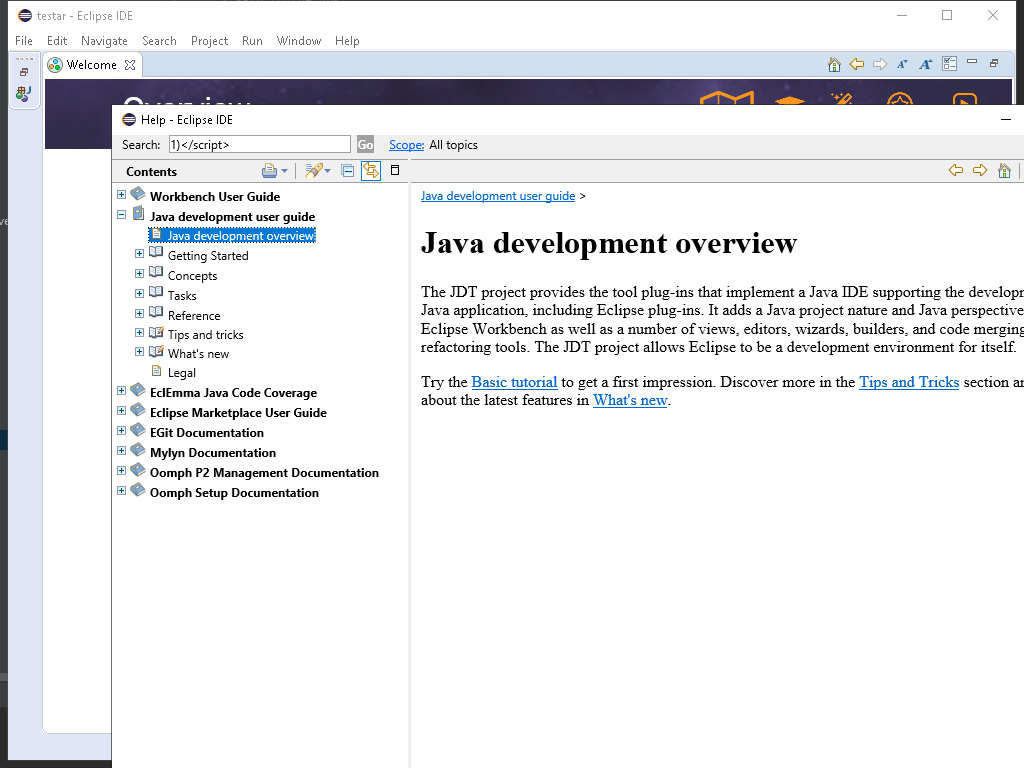 testar - Eclipse IDE
File Edit Navigate Search Project Run Window Help
Welcome
Overview
Help - Eclipse IDE
Search: 1)</script> Go Scope: All topics
Contents
Workbench User Guide
Java development user guide
Java development overview
Getting Started
Concepts
Tasks
Reference
Tips and tricks
What's new
Legal
EclEmma Java Code Coverage
Eclipse Marketplace User Guide
EGit Documentation
Mylyn Documentation
Oomph P2 Management Documentation
Oomph Setup Documentation
Java development user guide >
Java development overview
The JDT project provides the tool plug-ins that implement a Java IDE supporting the developm
Java application, including Eclipse plug-ins. It adds a Java project nature and Java perspective
Eclipse Workbench as well as a number of views, editors, wizards, builders, and code merging
refactoring tools. The JDT project allows Eclipse to be a development environment for itself.
Try the Basic tutorial to get a first impression. Discover more in the Tips and Tricks section an
about the latest features in What's new.